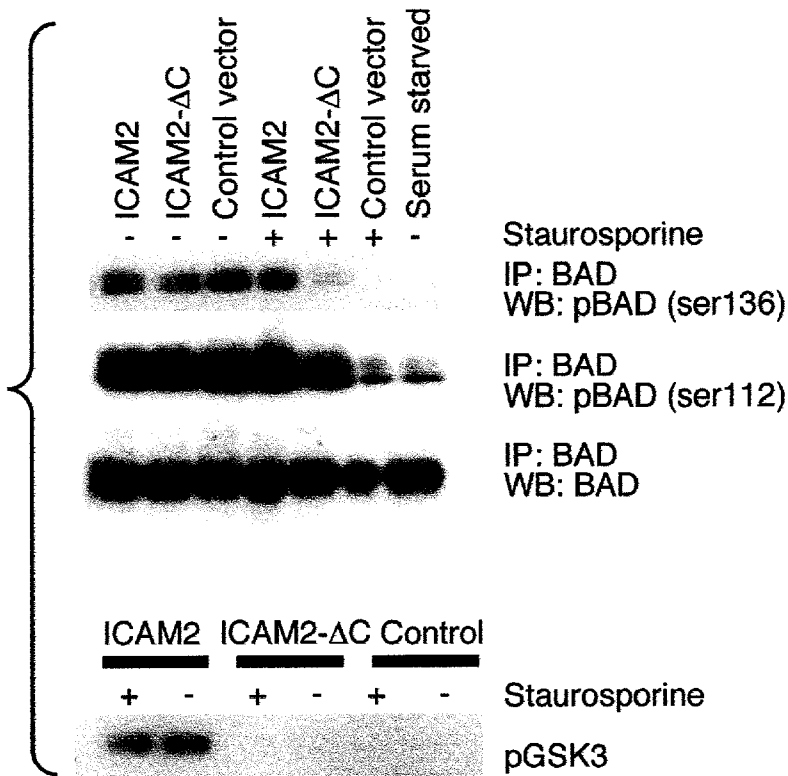 ICAM2
ICAM2-ΔC
Control vector
ICAM2
ICAM2-ΔC
Control vector
Serum starved
- - - + + + - Staurosporine
IP: BAD
WB: pBAD (ser136)
IP: BAD
WB: pBAD (ser112)
IP: BAD
WB: BAD
ICAM2 ICAM2-ΔC Control
+ - + - + - Staurosporine
pGSK3